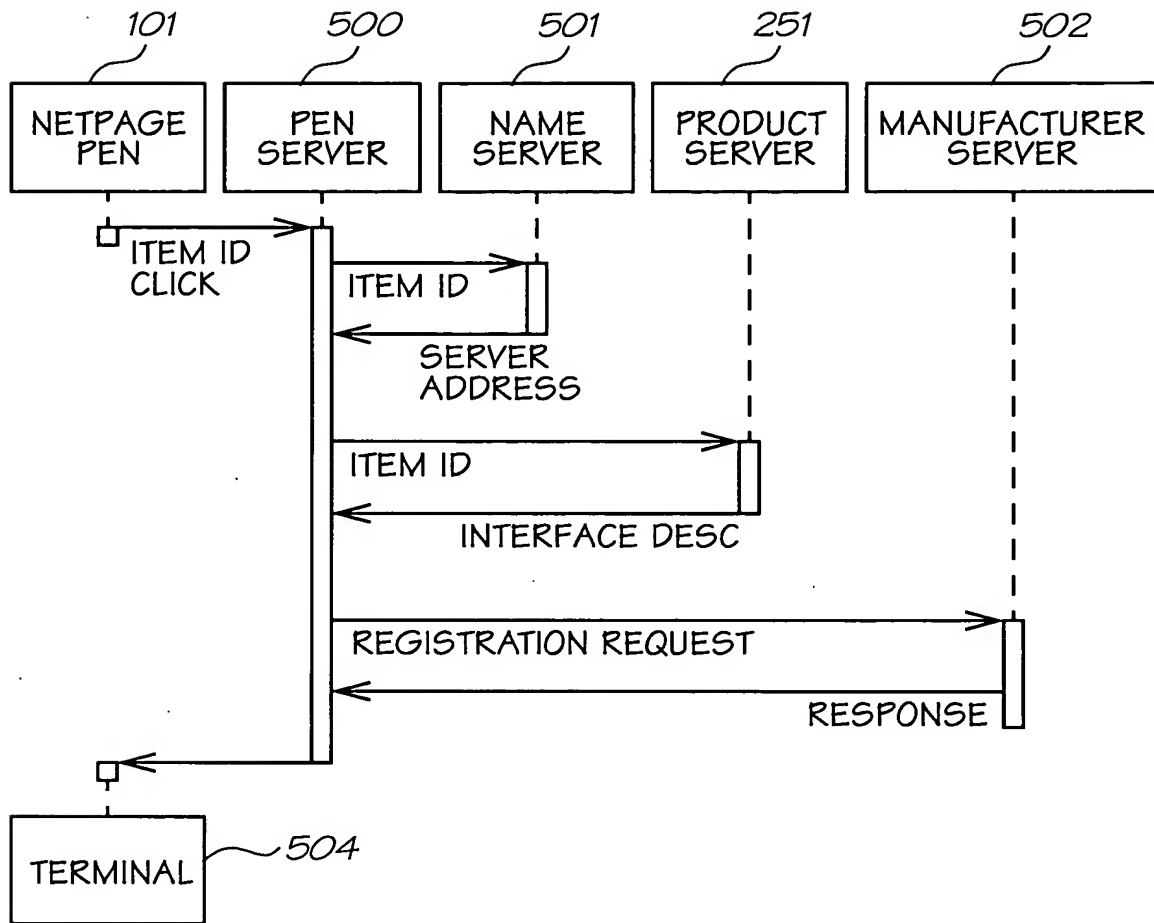 101
500
501
251
502
NETPAGE
PEN
PEN
SERVER
NAME
SERVER
PRODUCT
SERVER
MANUFACTURER
SERVER
ITEM ID
CLICK
ITEM ID
SERVER
ADDRESS
ITEM ID
INTERFACE DESC
REGISTRATION REQUEST
RESPONSE
TERMINAL
504